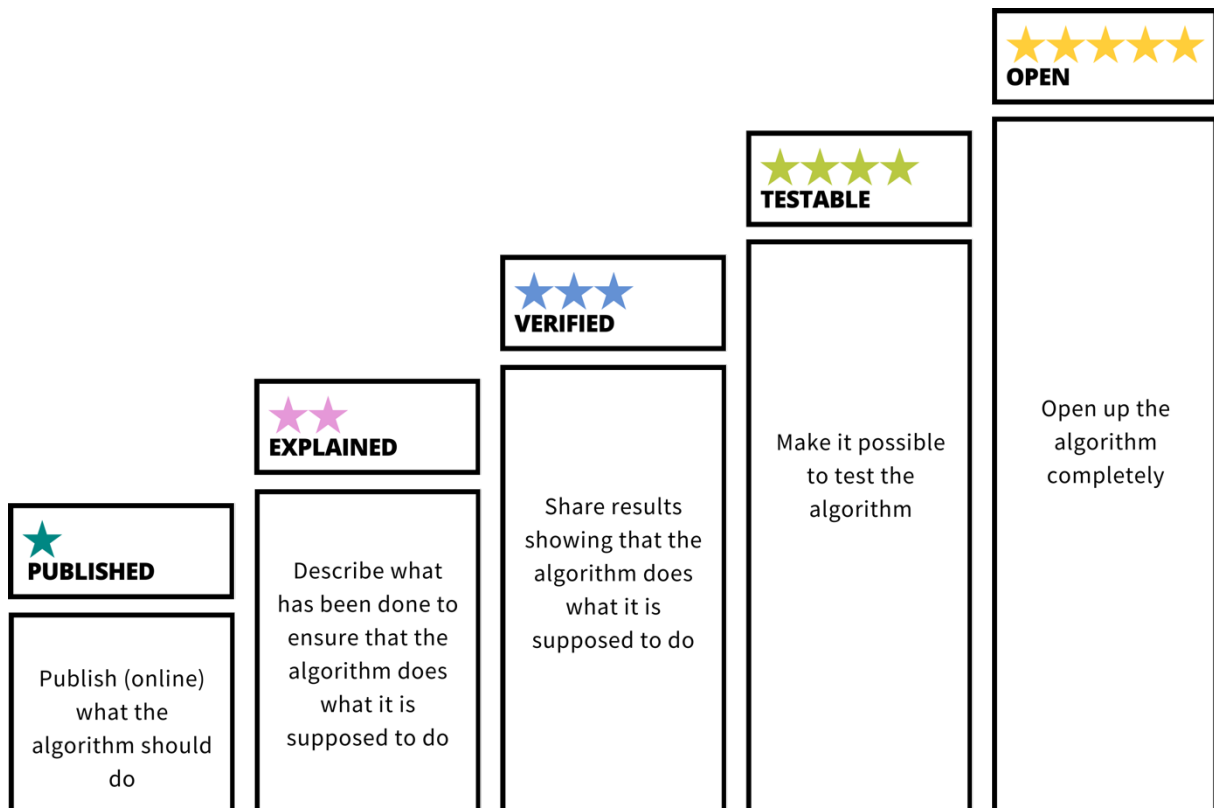 PUBLISHED
Publish (online)
what the
algorithm should
do
EXPLAINED
Describe what
has been done to
ensure that the
algorithm does
what it is
supposed to do
VERIFIED
Share results
showing that the
algorithm does
what it is
supposed to do
TESTABLE
Make it possible
to test the
algorithm
OPEN
Open up the
algorithm
completely